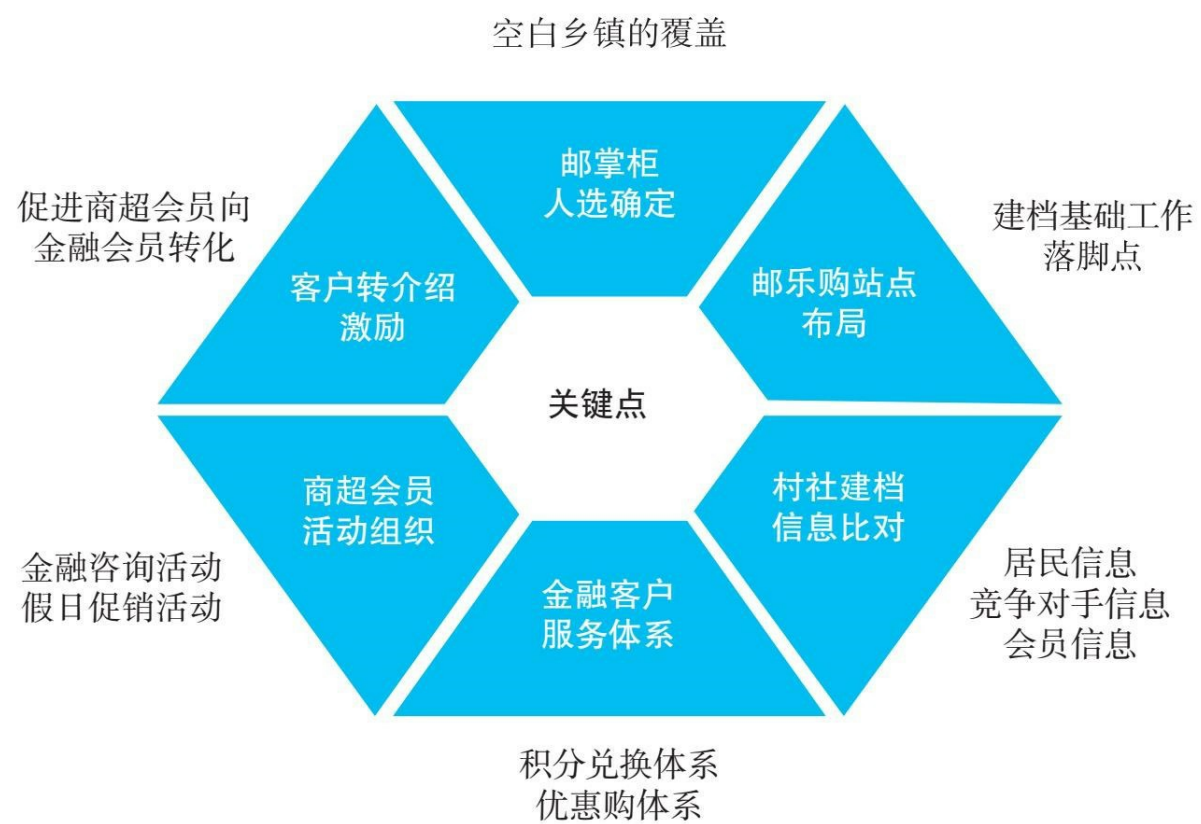 空白乡镇的覆盖
邮掌柜
人选确定
促进商超会员向
金融会员转化
建档基础工作
落脚点
客户转介绍
激励
邮乐购站点
布局
关键点
商超会员
活动组织
村社建档
信息比对
金融咨询活动
假日促销活动
金融客户
服务体系
居民信息
竞争对手信息
会员信息
积分兑换体系
优惠购体系